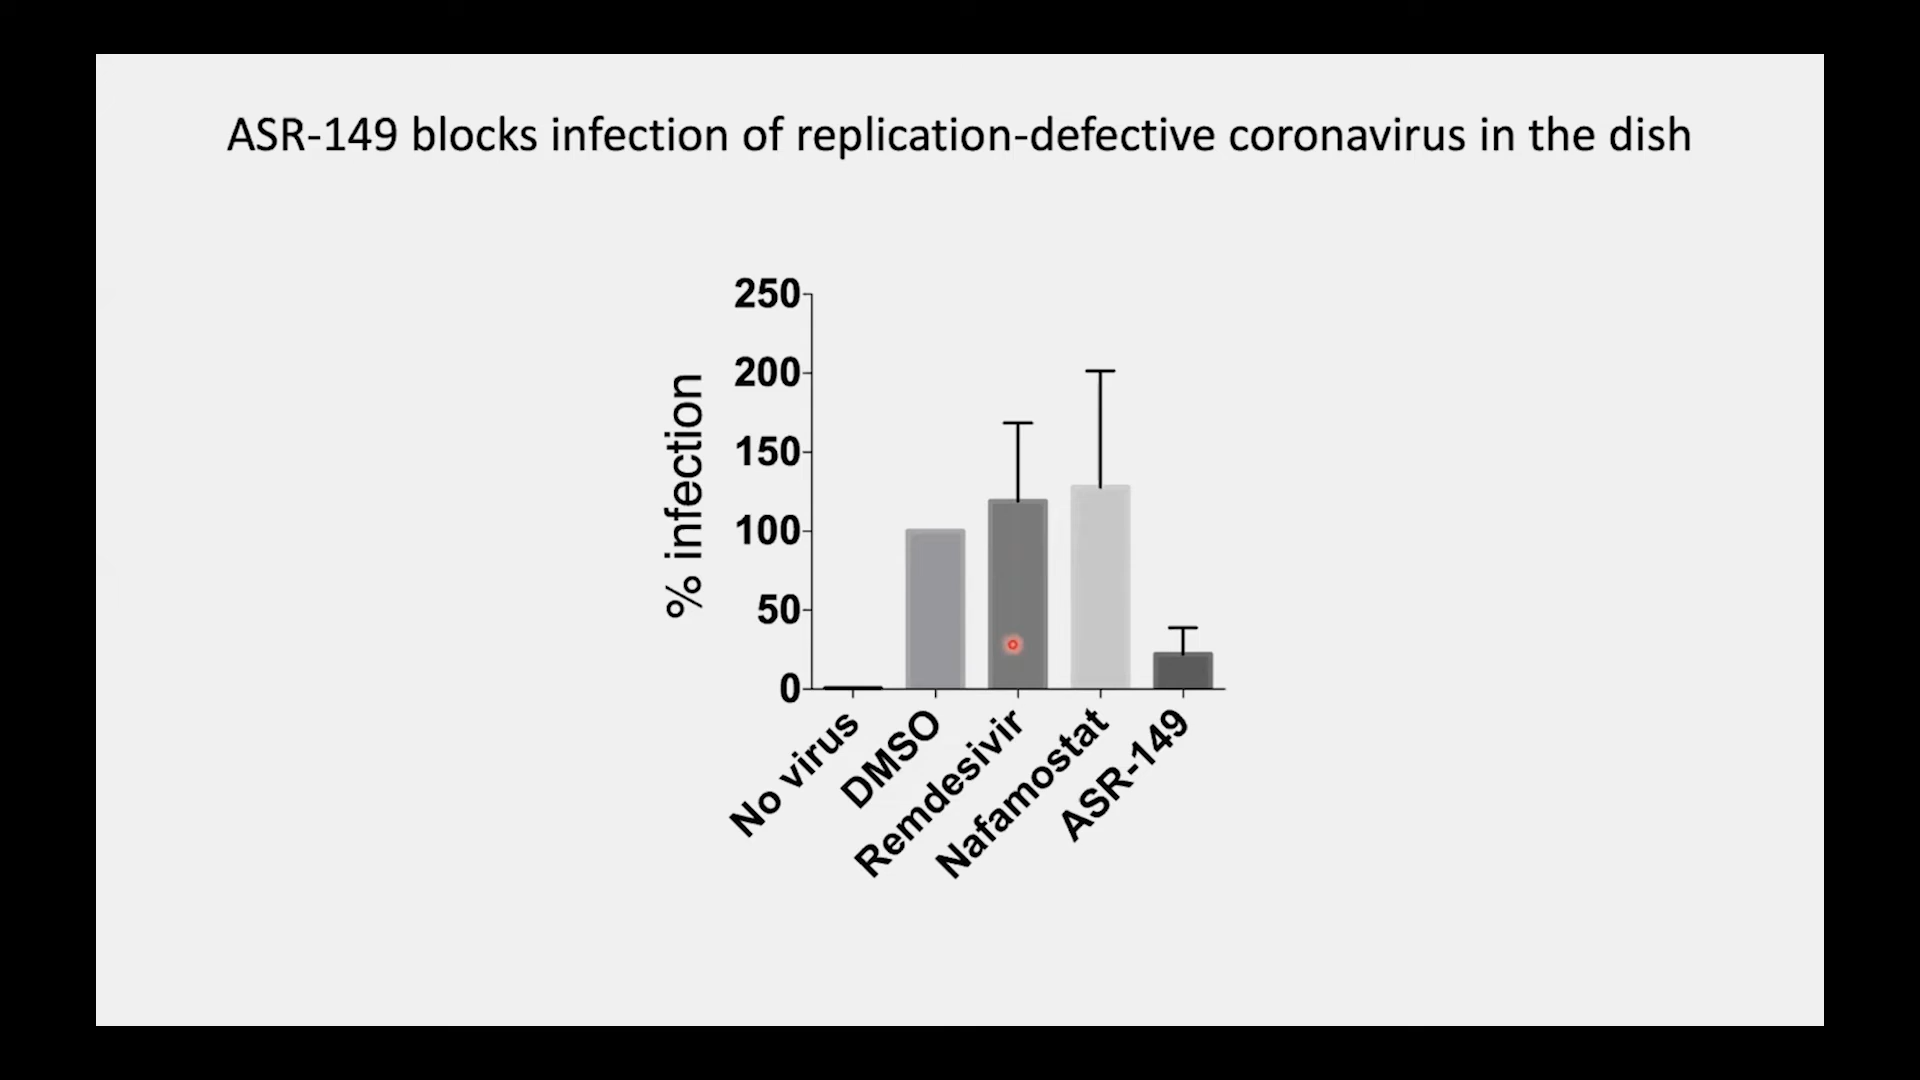 ASR-149 blocks infection of replication-defective coronavirus in the dish
250
200
150
100
50
0
% infection
No virus
DMSO
Remdesivir
Nafamostat
ASR-149